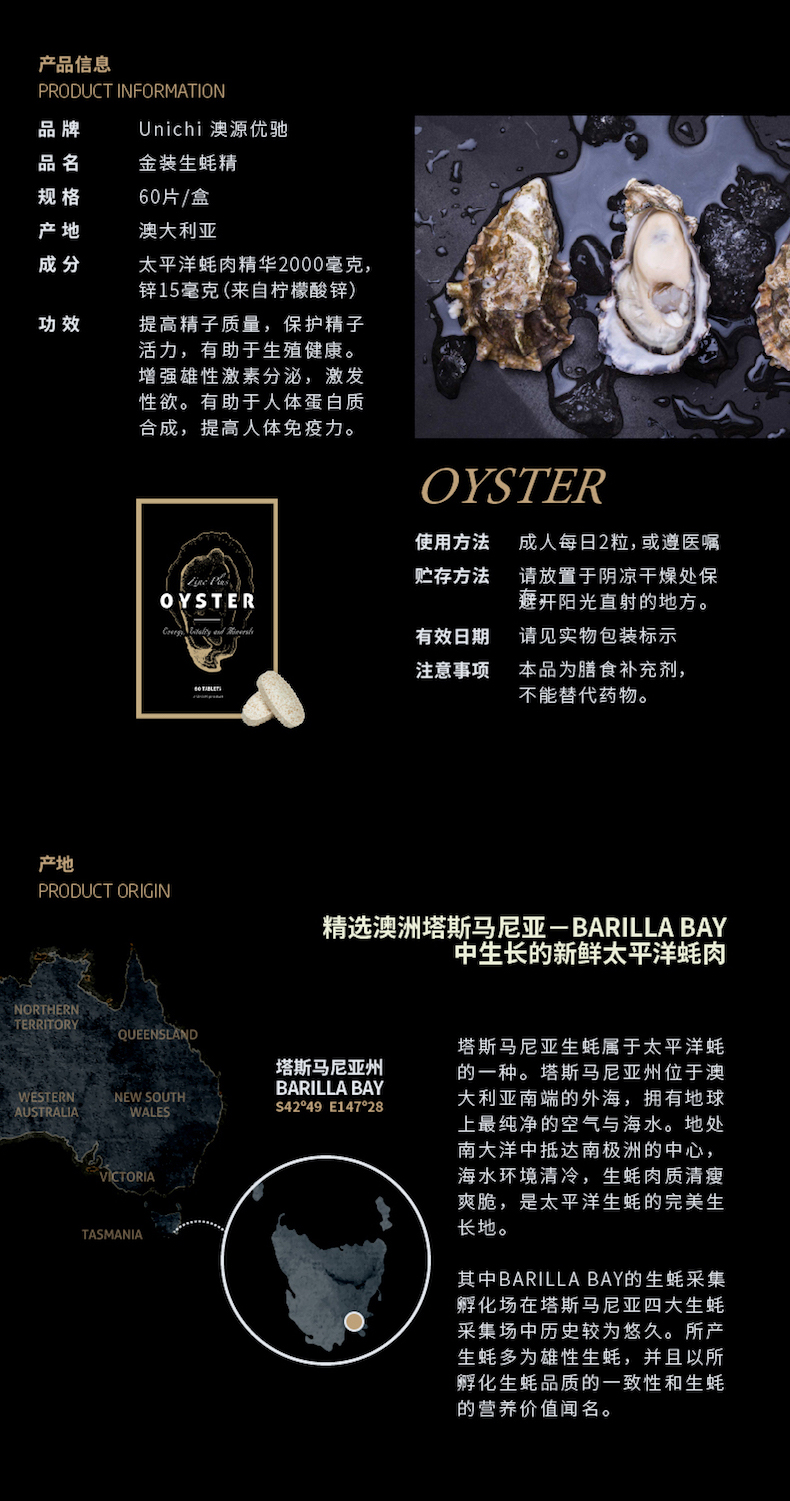 产品信息
PRODUCT INFORMATION
品 牌 Unichi 澳源优驰
品 名 金装生蚝精
规 格 60片/盒
产 地 澳大利亚
成 分 太平洋蚝肉精华2000毫克，
锌15毫克（来自柠檬酸锌）
功 效 提高精子质量，保护精子
活力，有助于生殖健康。
增强雄性激素分泌，激发
性欲。有助于人体蛋白质
合成，提高人体免疫力。
OYSTER
使用方法 成人每日2粒，或遵医嘱
贮存方法 请放置于阴凉干燥处保
存，
避开阳光直射的地方。
有效日期 请见实物包装标示
注意事项 本品为膳食补充剂，
不能替代药物。
Zinc Plus
OYSTER
Energy, Vitality and Minerals
60 TABLETS
产地
PRODUCT ORIGIN
精选澳洲塔斯马尼亚－BARILLA BAY
中生长的新鲜太平洋蚝肉
NORTHERN
TERRITORY
QUEENSLAND
WESTERN
AUSTRALIA
NEW SOUTH
WALES
VICTORIA
TASMANIA
塔斯马尼亚州
BARILLA BAY
S42º49 E147º28
塔斯马尼亚生蚝属于太平洋蚝
的一种。塔斯马尼亚州位于澳
大利亚南端的外海，拥有地球
上最纯净的空气与海水。地处
南大洋中抵达南极洲的中心，
海水环境清冷，生蚝肉质清瘦
爽脆，是太平洋生蚝的完美生
长地。
其中BARILLA BAY的生蚝采集
孵化场在塔斯马尼亚四大生蚝
采集场中历史较为悠久。所产
生蚝多为雄性生蚝，并且以所
孵化生蚝品质的一致性和生蚝
的营养价值闻名。